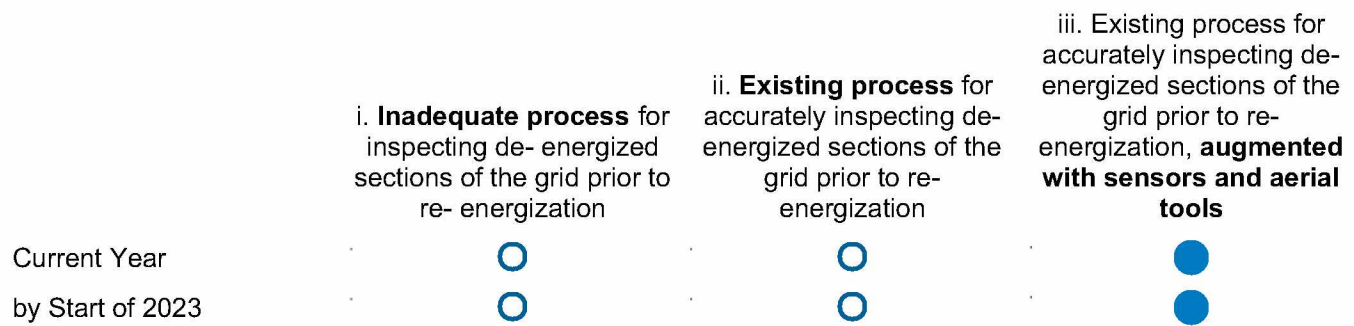 i. Inadequate process for
inspecting de- energized
sections of the grid prior to
re- energization
ii. Existing process for
accurately inspecting de-
energized sections of the
grid prior to re-
energization
iii. Existing process for
accurately inspecting de-
energized sections of the
grid prior to re-
energization, augmented
with sensors and aerial
tools
Current Year
by Start of 2023